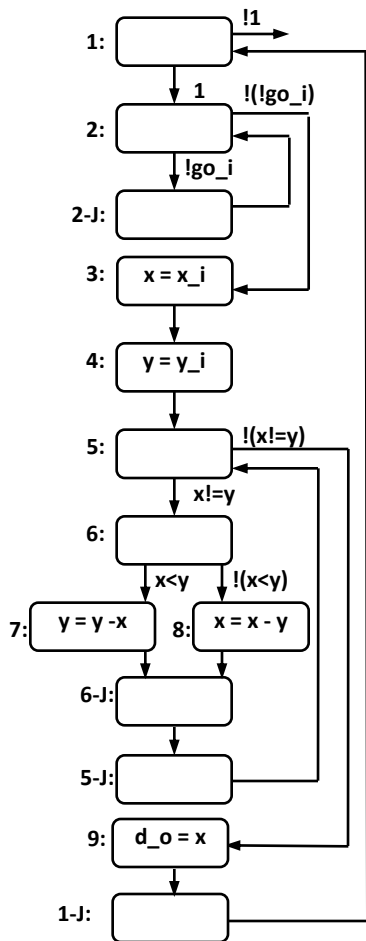 !1
1:
1
!(!go_i)
2:
!go_i
2-J:
3: x = x_i
4: y = y_i
5: !(x!=y)
x!=y
6:
x<y !(x<y)
7: y = y -x 8: x = x - y
6-J:
5-J:
9: d_o = x
1-J: